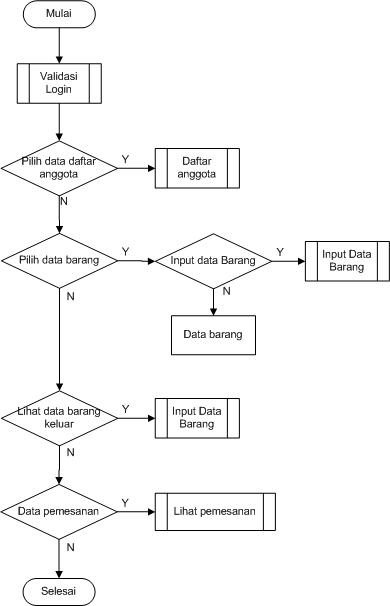 Mulai
Validasi
Login
Pilih data daftar
anggota
Y
Daftar
anggota
N
Pilih data barang
Y
Input data Barang
Y
Input Data
Barang
N
N
Data barang
Lihat data barang
keluar
Y
Input Data
Barang
N
Data pemesanan
Y
Lihat pemesanan
N
Selesai